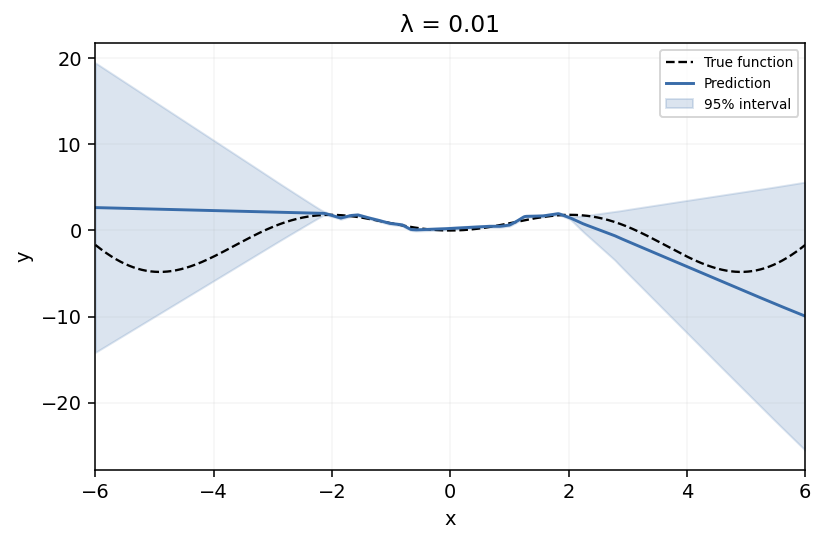 λ = 0.01
True function
Prediction
95% interval
y
20
10
0
−10
−20
−6
−4
−2
0
2
4
6
x